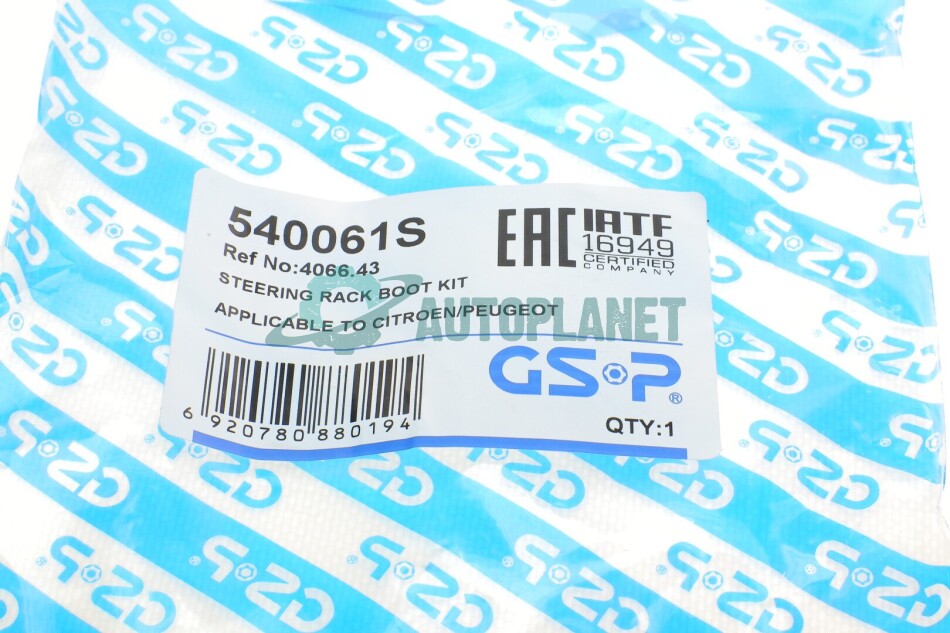 540061S
Ref No:4066.43
STEERING RACK BOOT KIT
APPLICABLE TO CITROEN/PEUGEOT
EAC
IATF
16949
CERTIFIED
COMPANY
AUTOPLANET
GSP®
QTY:1
6 920780 880194